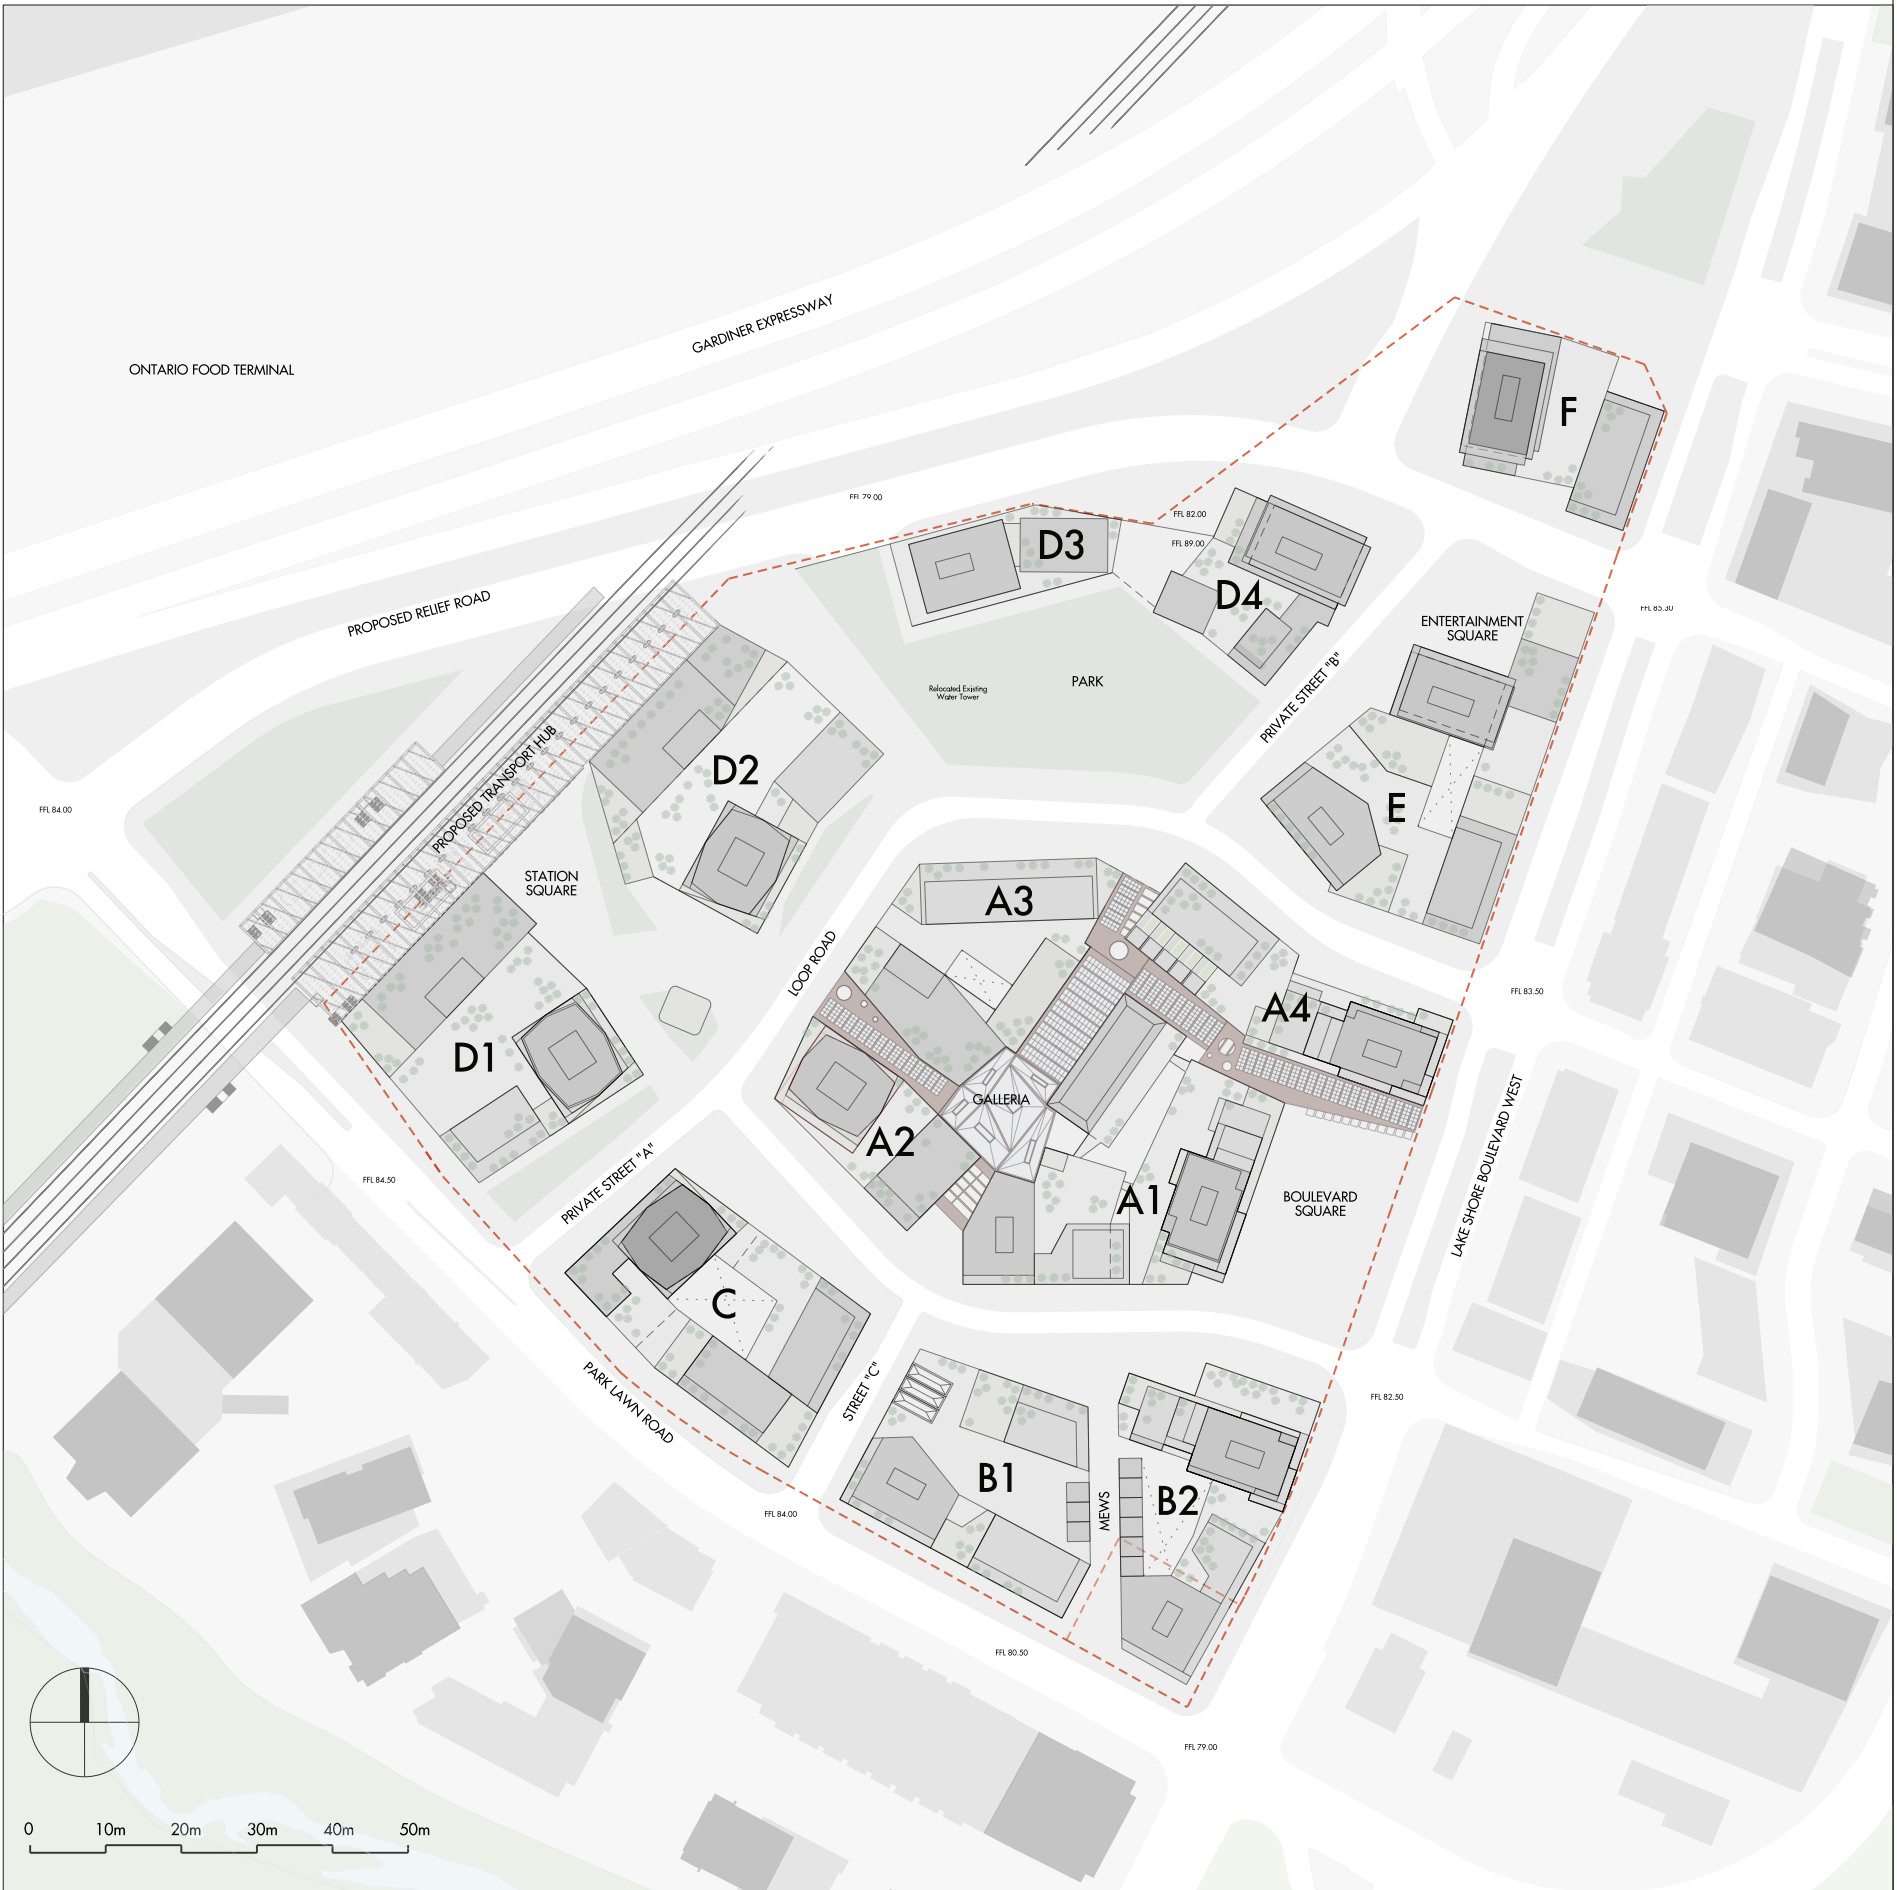 GARDINER EXPRESSWAY
ONTARIO FOOD TERMINAL
F
FFL 79.00
FFL 82.00
FFL 89.00
D3
D4
PROPOSED RELIEF ROAD
ENTERTAINMENT
SQUARE
FFL 85.30
PARK
Relocated Existing
Water Tower
PRIVATE STREET "B"
PROPOSED TRANSPORT HUB
D2
E
FFL 84.00
STATION
SQUARE
A3
LOOP ROAD
FFL 83.50
A4
D1
GALLERIA
A2
LAKE SHORE BOULEVARD WEST
FFL 84.50
PRIVATE STREET "A"
A1
BOULEVARD
SQUARE
C
PARK LAWN ROAD
STREET "C"
FFL 82.50
B1
B2
MEWS
FFL 84.00
FFL 80.50
FFL 79.00
0 10m 20m 30m 40m 50m